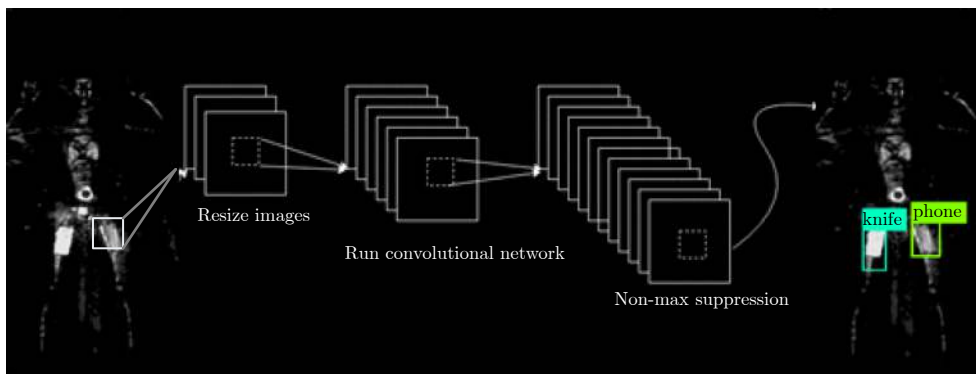 Resize images
Run convolutional network
Non-max suppression
knife
phone